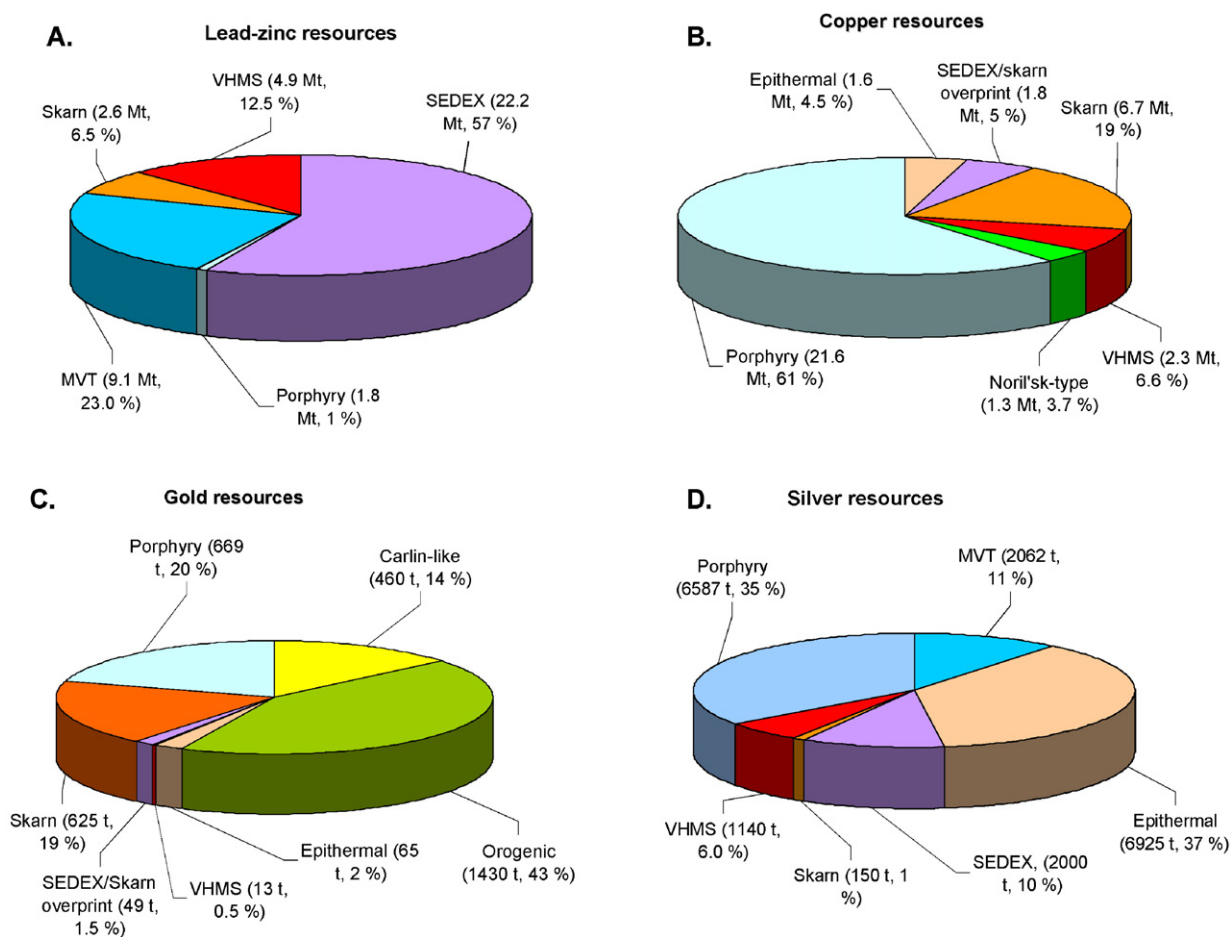 A.
Lead-zinc resources
VHMS (4.9 Mt,
12.5 %)
SEDEX (22.2
Mt, 57 %)
Skarn (2.6 Mt,
6.5 %)
MVT (9.1 Mt,
23.0 %)
Porphyry (1.8
Mt, 1 %)
B.
Copper resources
Epithermal (1.6
Mt, 4.5 %)
SEDEX/skarn
overprint (1.8
Mt, 5 %)
Skarn (6.7 Mt,
19 %)
Porphyry (21.6
Mt, 61 %)
Noril'sk-type
(1.3 Mt, 3.7 %)
VHMS (2.3 Mt,
6.6 %)
C.
Gold resources
Porphyry (669
t, 20 %)
Carlin-like
(460 t, 14 %)
Skarn (625 t,
19 %)
SEDEX/Skarn
overprint (49 t,
1.5 %)
VHMS (13 t,
0.5 %)
Epithermal (65
t, 2 %)
Orogenic
(1430 t, 43 %)
D.
Silver resources
Porphyry
(6587 t, 35 %)
MVT (2062 t,
11 %)
VHMS (1140 t,
6.0 %)
Skarn (150 t, 1
%)
SEDEX, (2000
t, 10 %)
Epithermal
(6925 t, 37 %)